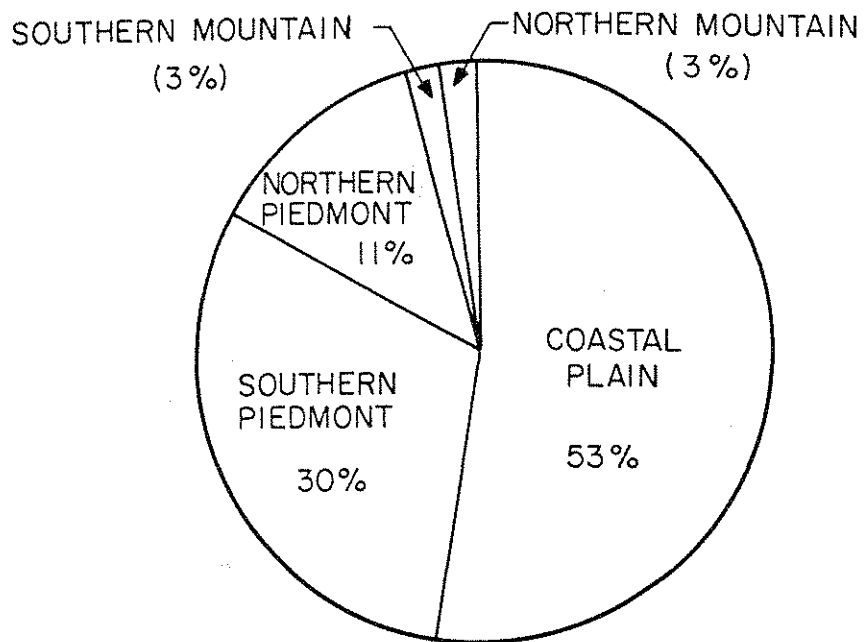 SOUTHERN MOUNTAIN
(3%)
NORTHERN MOUNTAIN
(3%)
NORTHERN
PIEDMONT
11%
COASTAL
PLAIN
53%
SOUTHERN
PIEDMONT
30%